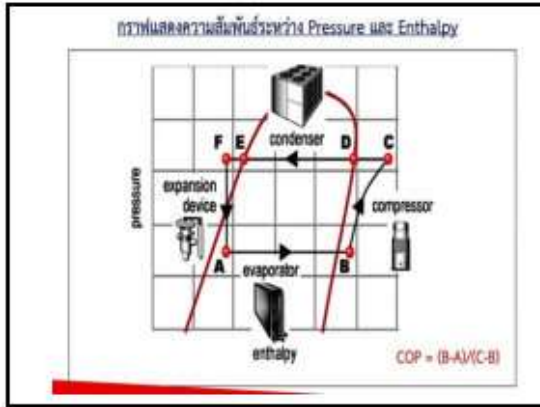 กราฟแสดงความสัมพันธ์ระหว่าง Pressure และ Enthalpy
F E D C
condenser
expansion
device
compressor
pressure
A B
evaporator
enthalpy
COP = (B-A)/(C-B)